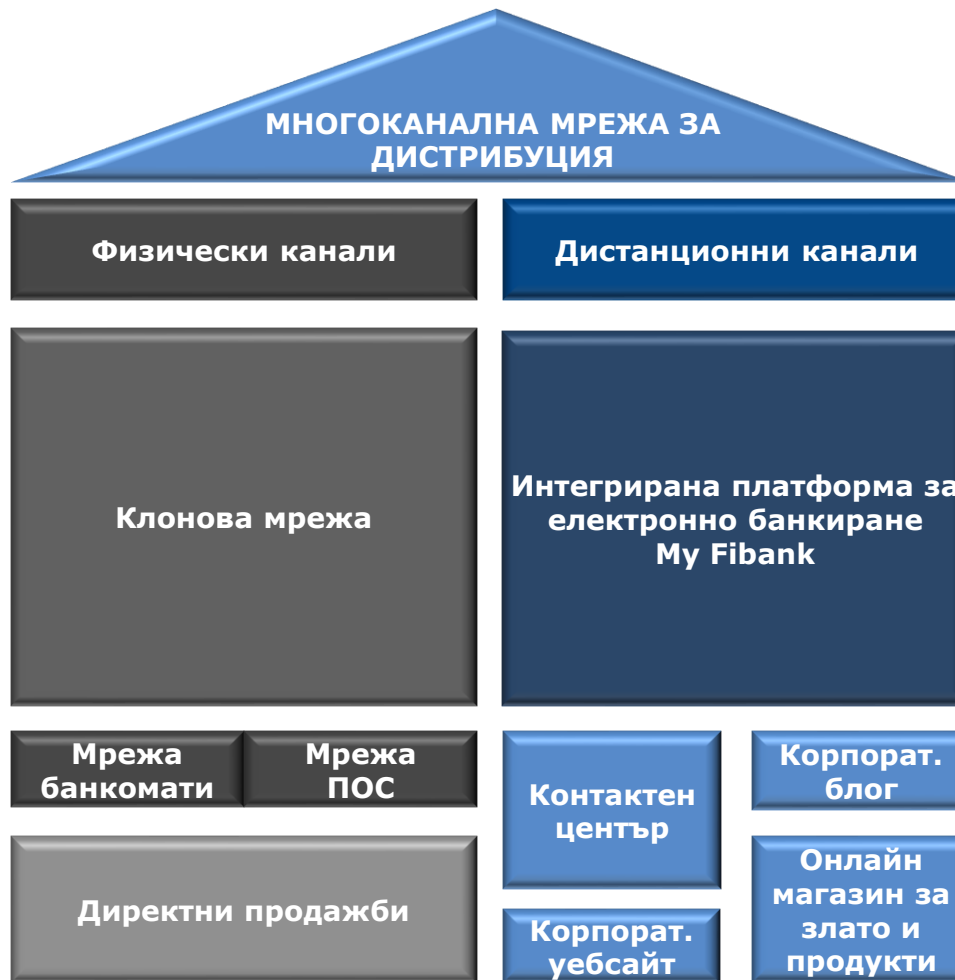 МНОГОКАНАЛНА МРЕЖА ЗА
ДИСТРИБУЦИЯ
Физически канали
Дистанционни канали
Клонова мрежа
Интегрирана платформа за
електронно банкиране
My Fibank
Мрежа
банкомати
Мрежа
ПОС
Контактен
център
Корпорат.
блог
Директни продажби
Корпорат.
уебсайт
Онлайн
магазин за
злато и
продукти